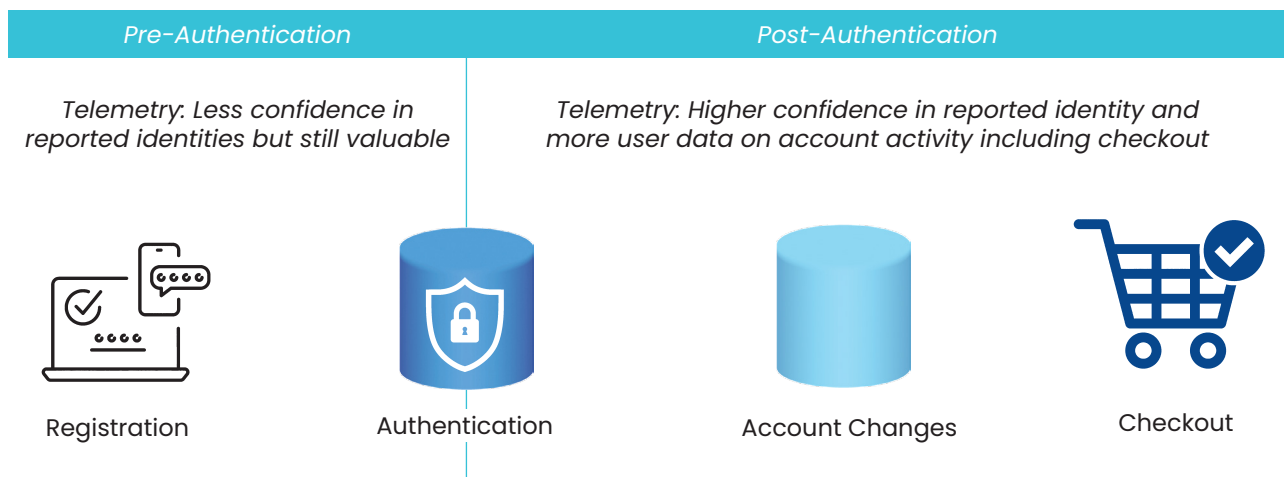 Pre-Authentication
Post-Authentication
Telemetry: Less confidence in
reported identities but still valuable
Telemetry: Higher confidence in reported identity and
more user data on account activity including checkout
Registration
Authentication
Account Changes
Checkout